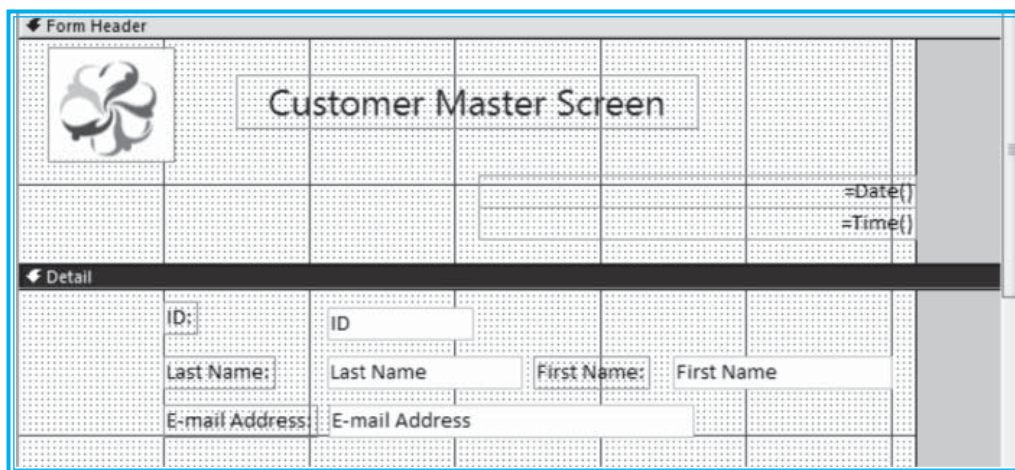 Form Header
Customer Master Screen
=Date()
=Time()
Detail
ID: ID
Last Name: Last Name First Name: First Name
E-mail Address: E-mail Address